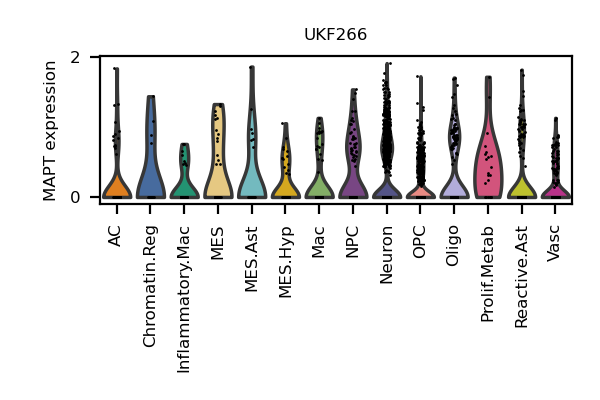 UKF266
MAPT expression
2
0
AC
Chromatin.Reg
Inflammatory.Mac
MES
MES.Ast
MES.Hyp
Mac
NPC
Neuron
OPC
Oligo
Prolif.Metab
Reactive.Ast
Vasc